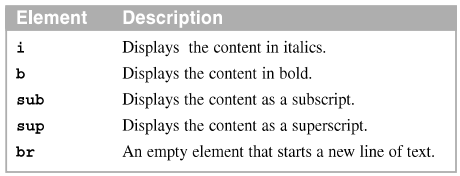 Element Description
i Displays the content in italics.
b Displays the content in bold.
sub Displays the content as a subscript.
sup Displays the content as a superscript.
br An empty element that starts a new line of text.